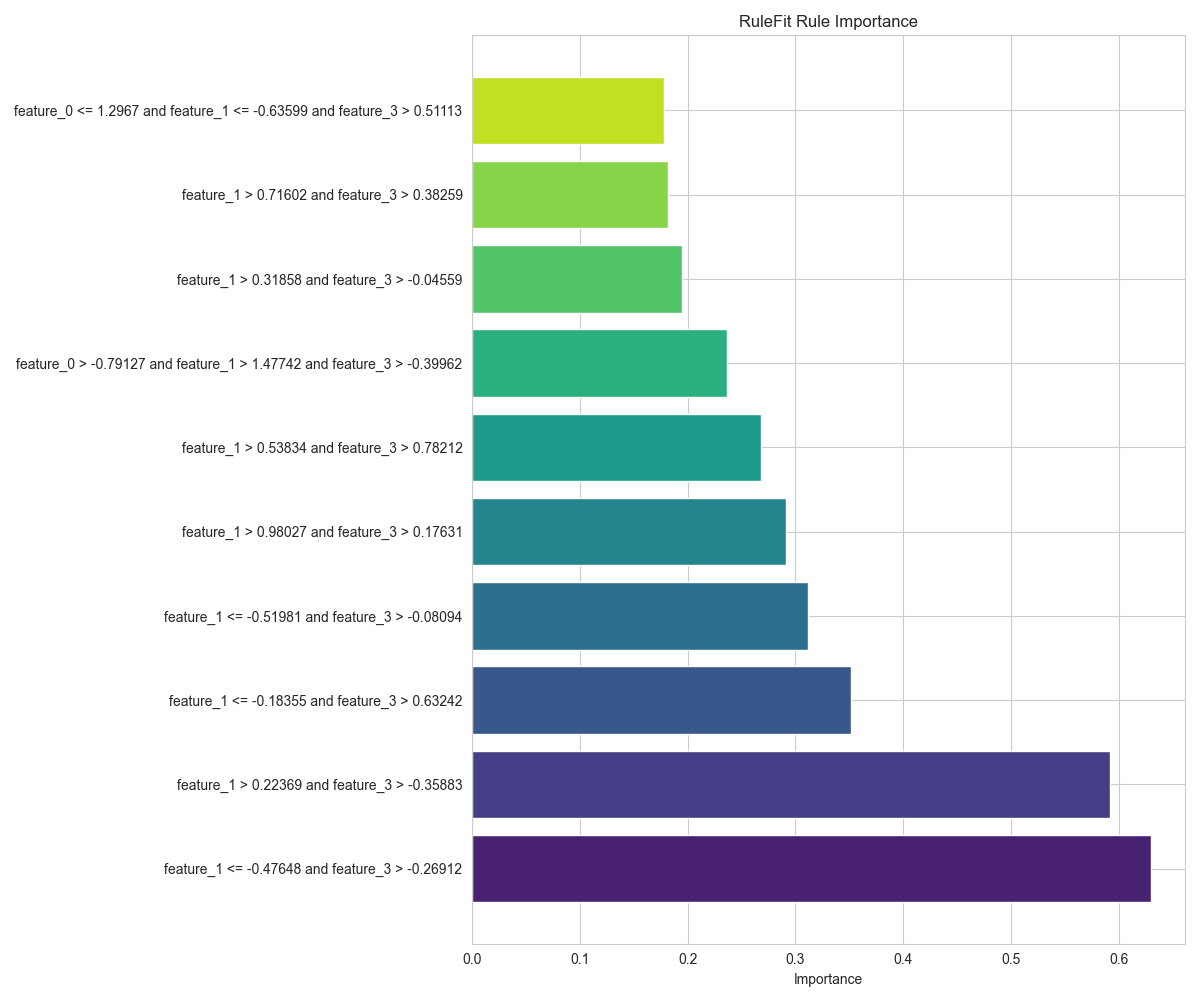 RuleFit Rule Importance
feature_0 <= 1.2967 and feature_1 <= -0.63599 and feature_3 > 0.51113
feature_1 > 0.71602 and feature_3 > 0.38259
feature_1 > 0.31858 and feature_3 > -0.04559
feature_0 > -0.79127 and feature_1 > 1.47742 and feature_3 > -0.39962
feature_1 > 0.53834 and feature_3 > 0.78212
feature_1 > 0.98027 and feature_3 > 0.17631
feature_1 <= -0.51981 and feature_3 > -0.08094
feature_1 <= -0.18355 and feature_3 > 0.63242
feature_1 > 0.22369 and feature_3 > -0.35883
feature_1 <= -0.47648 and feature_3 > -0.26912
0.0 0.1 0.2 0.3 0.4 0.5 0.6
Importance